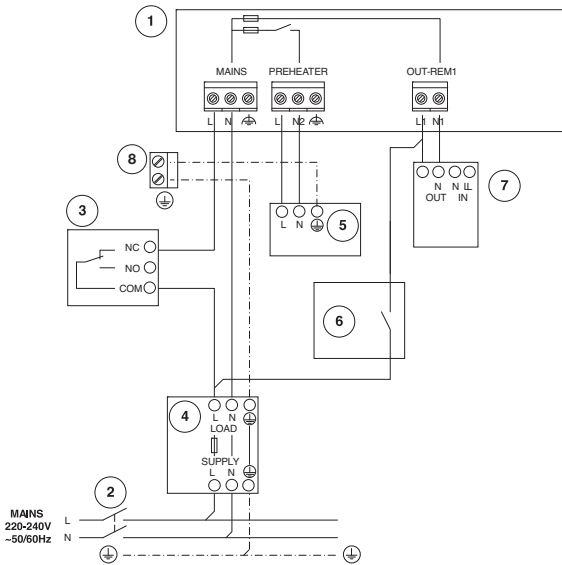 1
MAINS PREHEATER OUT-REM1
L N L N2 L1 N1
8
3
NC
NO
COM
5
L N
7
N N IL
OUT IN
6
4
L N
LOAD
SUPPLY
L N
2
MAINS
220-240V
~50/60Hz
L
N